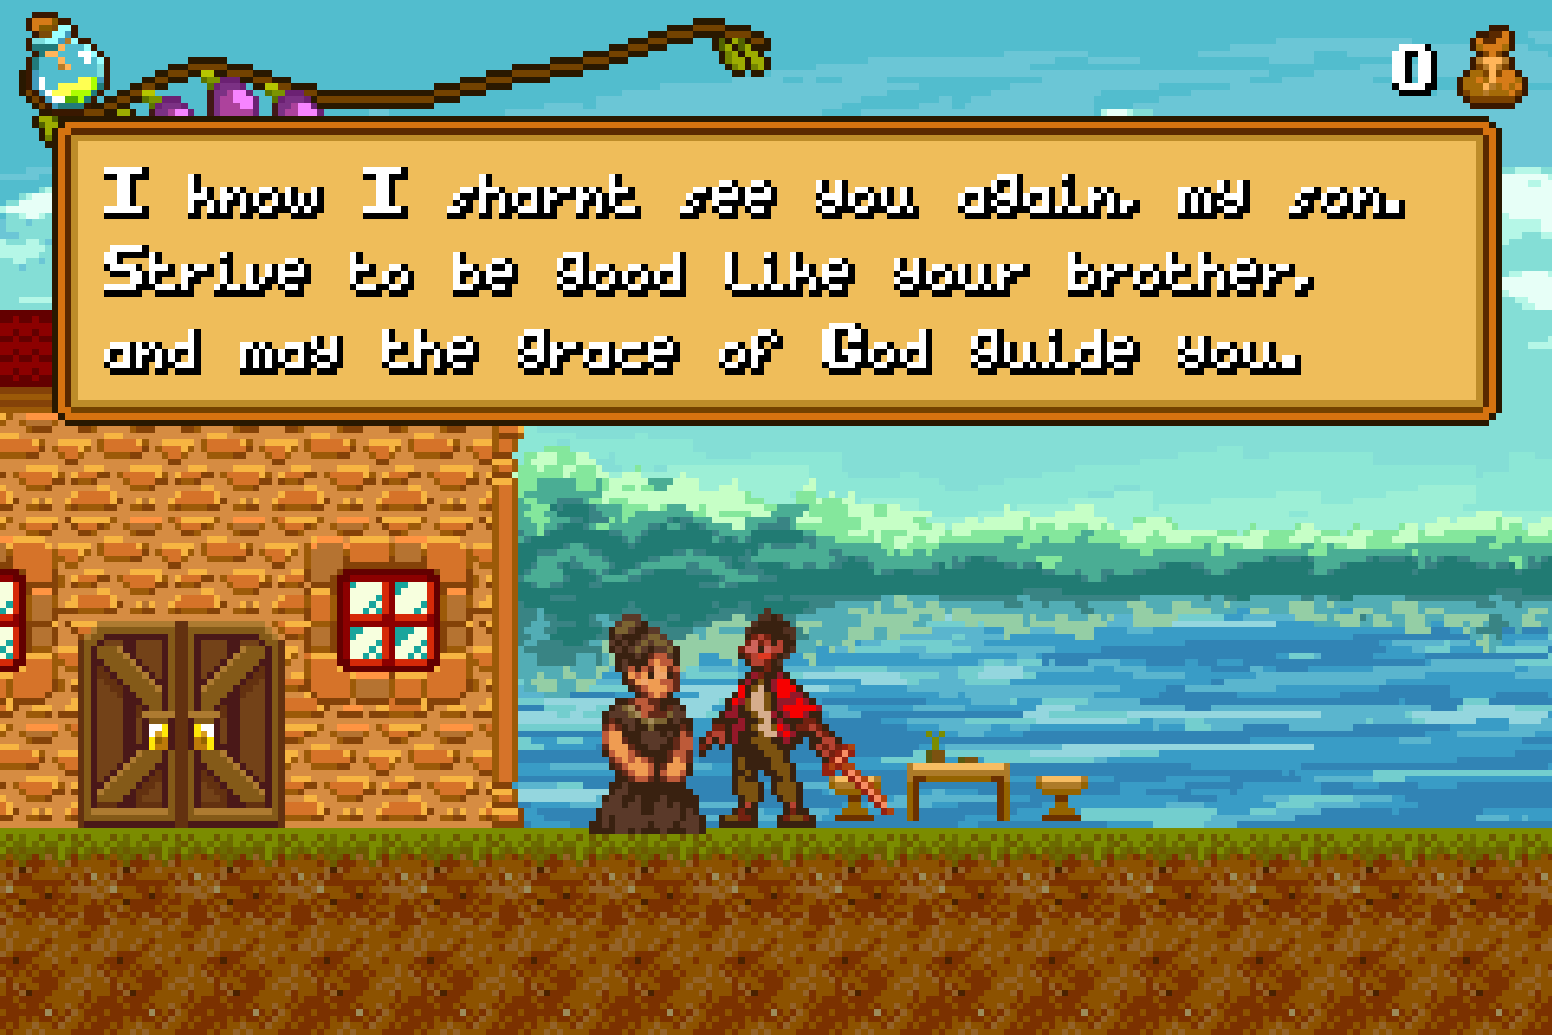 0
I know I sharnt see you again, my son.
Strive to be good like your brother,
and may the grace of God guide you.